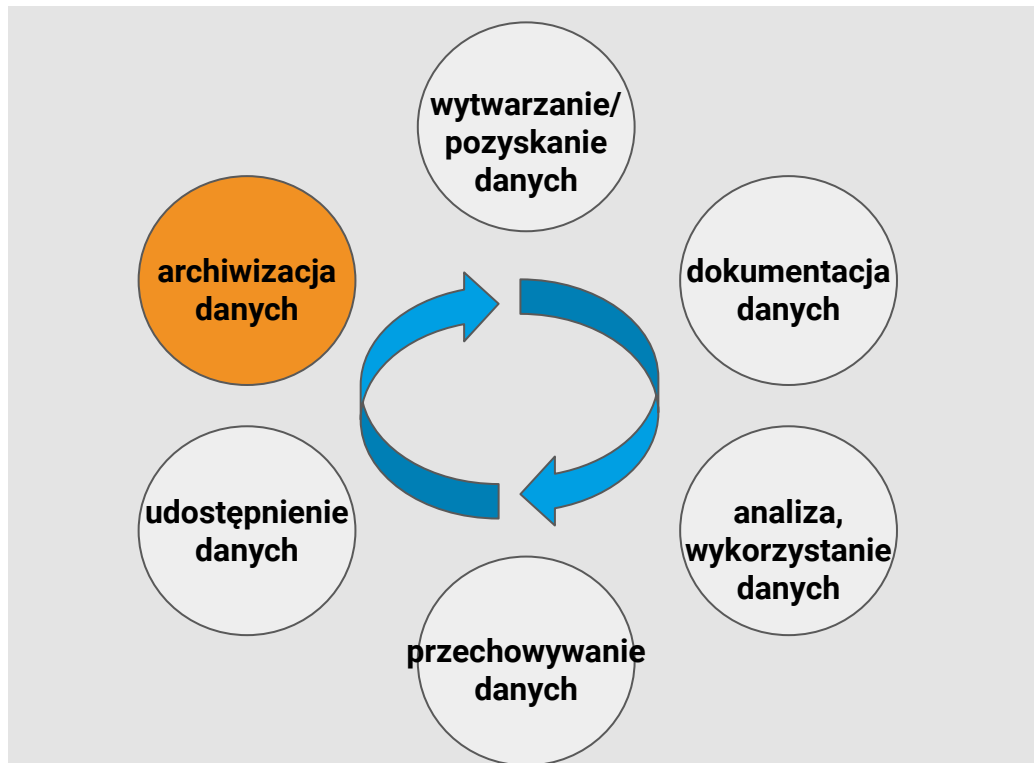 wytwarzanie/
pozyskanie
danych
dokumentacja
danych
analiza,
wykorzystanie
danych
przechowywanie
danych
udostępnienie
danych
archiwizacja
danych